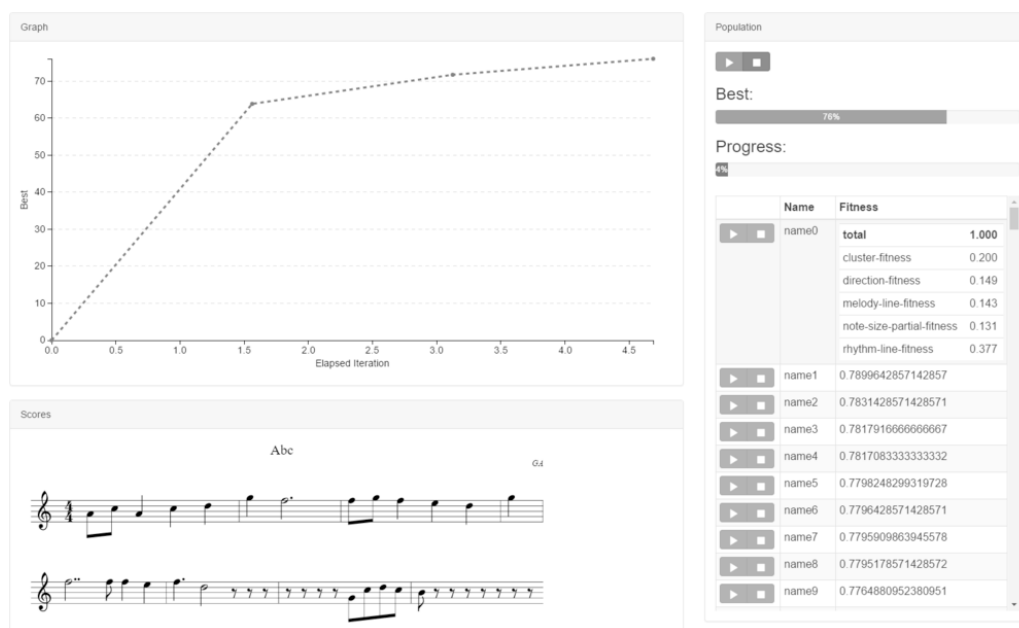 Graph
70
60
50
40
30
20
10
0
Best
0.0 0.5 1.0 1.5 2.0 2.5 3.0 3.5 4.0 4.5
Elapsed Iteration
Scores
Abc
4
4
Population
Best:
76%
Progress:
4%
Name Fitness
name0
total 1.000
cluster-fitness 0.200
direction-fitness 0.149
melody-line-fitness 0.143
note-size-partial-fitness 0.131
rhythm-line-fitness 0.377
name1 0.7899642857142857
name2 0.7831428571428571
name3 0.7817916666666667
name4 0.7817083333333332
name5 0.7798248299319728
name6 0.7796428571428571
name7 0.7795909863945578
name8 0.7795178571428572
name9 0.7764880952380951